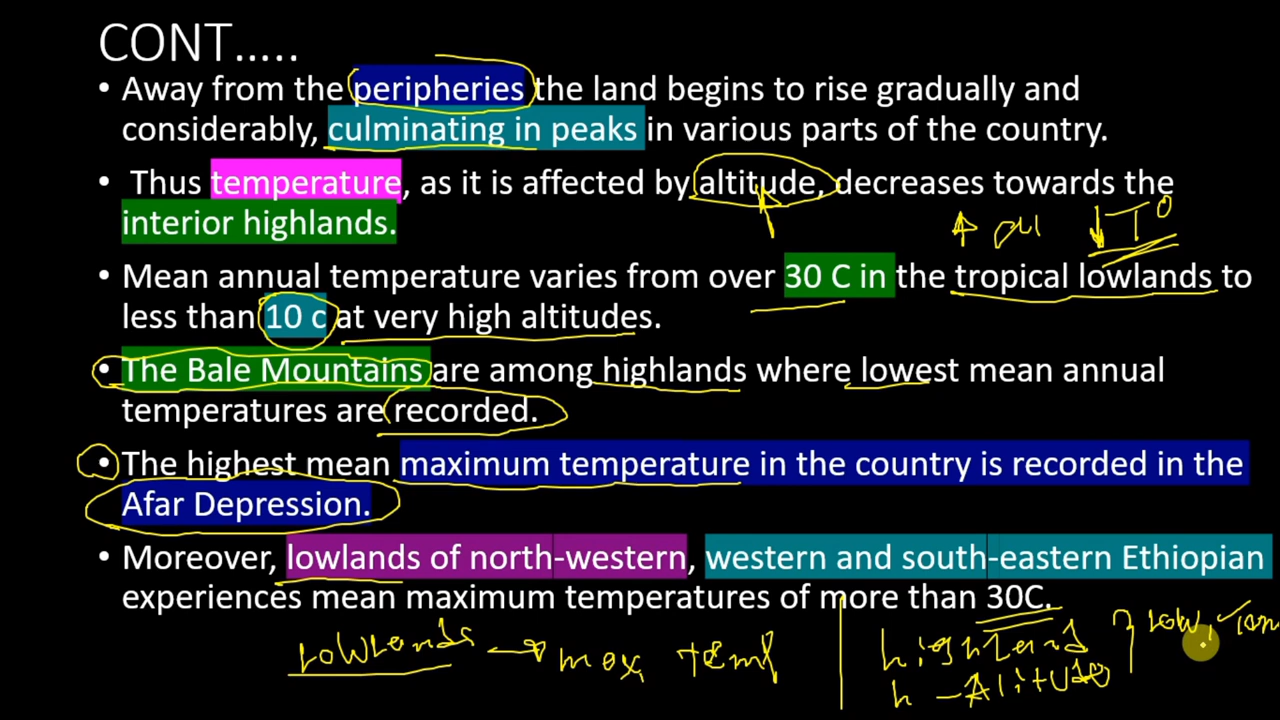 CONT.....
• Away from the peripheries the land begins to rise gradually and
considerably, culminating in peaks in various parts of the country.
• Thus temperature, as it is affected by altitude, decreases towards the
interior highlands.
↑ ↓ T°
• Mean annual temperature varies from over 30 C in the tropical lowlands to
less than 10 c at very high altitudes.
• The Bale Mountains are among highlands where lowest mean annual
temperatures are recorded.
• The highest mean maximum temperature in the country is recorded in the
Afar Depression.
• Moreover, lowlands of north-western, western and south-eastern Ethiopian
experiences mean maximum temperatures of more than 30C.
lowlands → max temp
highland
h - Altitude
low